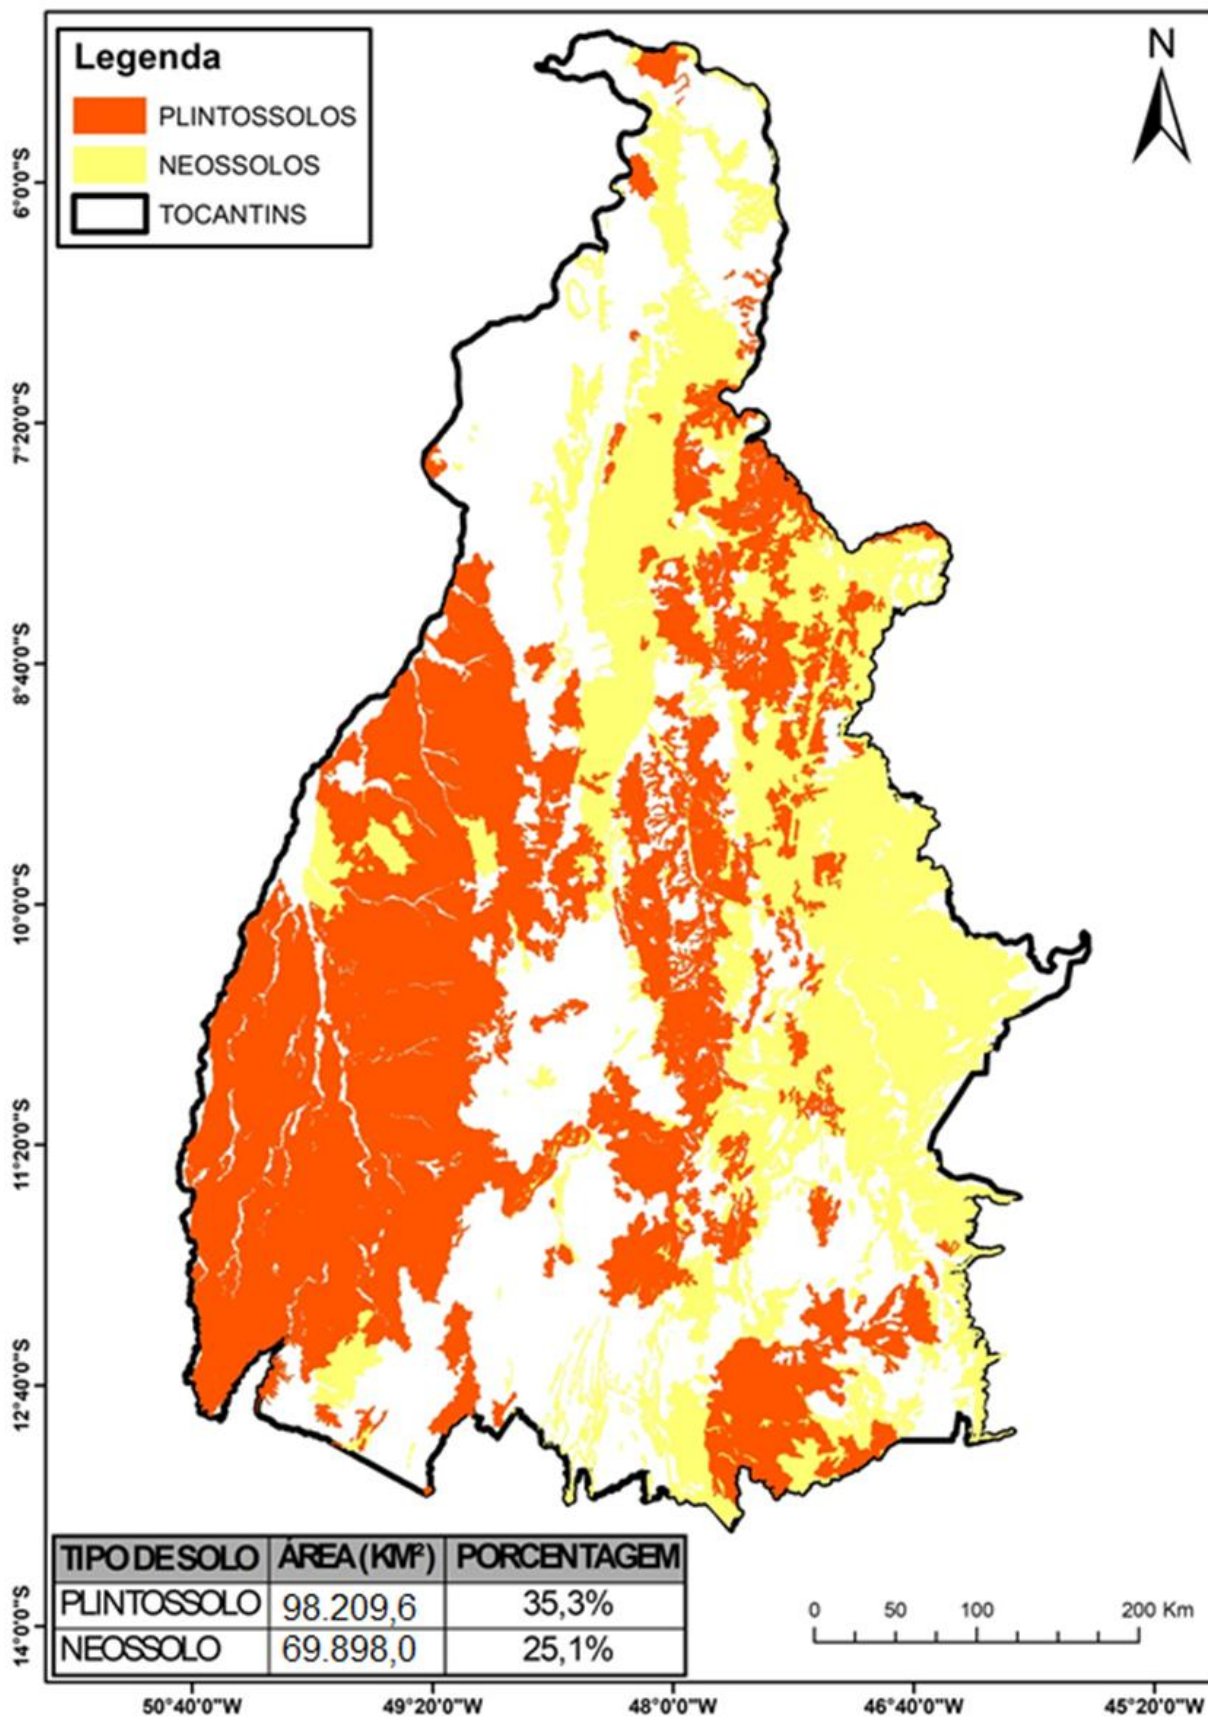 Legenda
PLINTOSSOLOS
NEOSSOLOS
TOCANTINS
N
6°0'0"S
7°20'0"S
8°40'0"S
10°0'0"S
11°20'0"S
12°40'0"S
14°0'0"S
TIPO DE SOLO ÁREA (KM²) PORCENTAGEM
PLINTOSSOLO 98.209,6 35,3%
NEOSSOLO 69.898,0 25,1%
0 50 100 200 Km
50°40'0"W 49°20'0"W 48°0'0"W 46°40'0"W 45°20'0"W